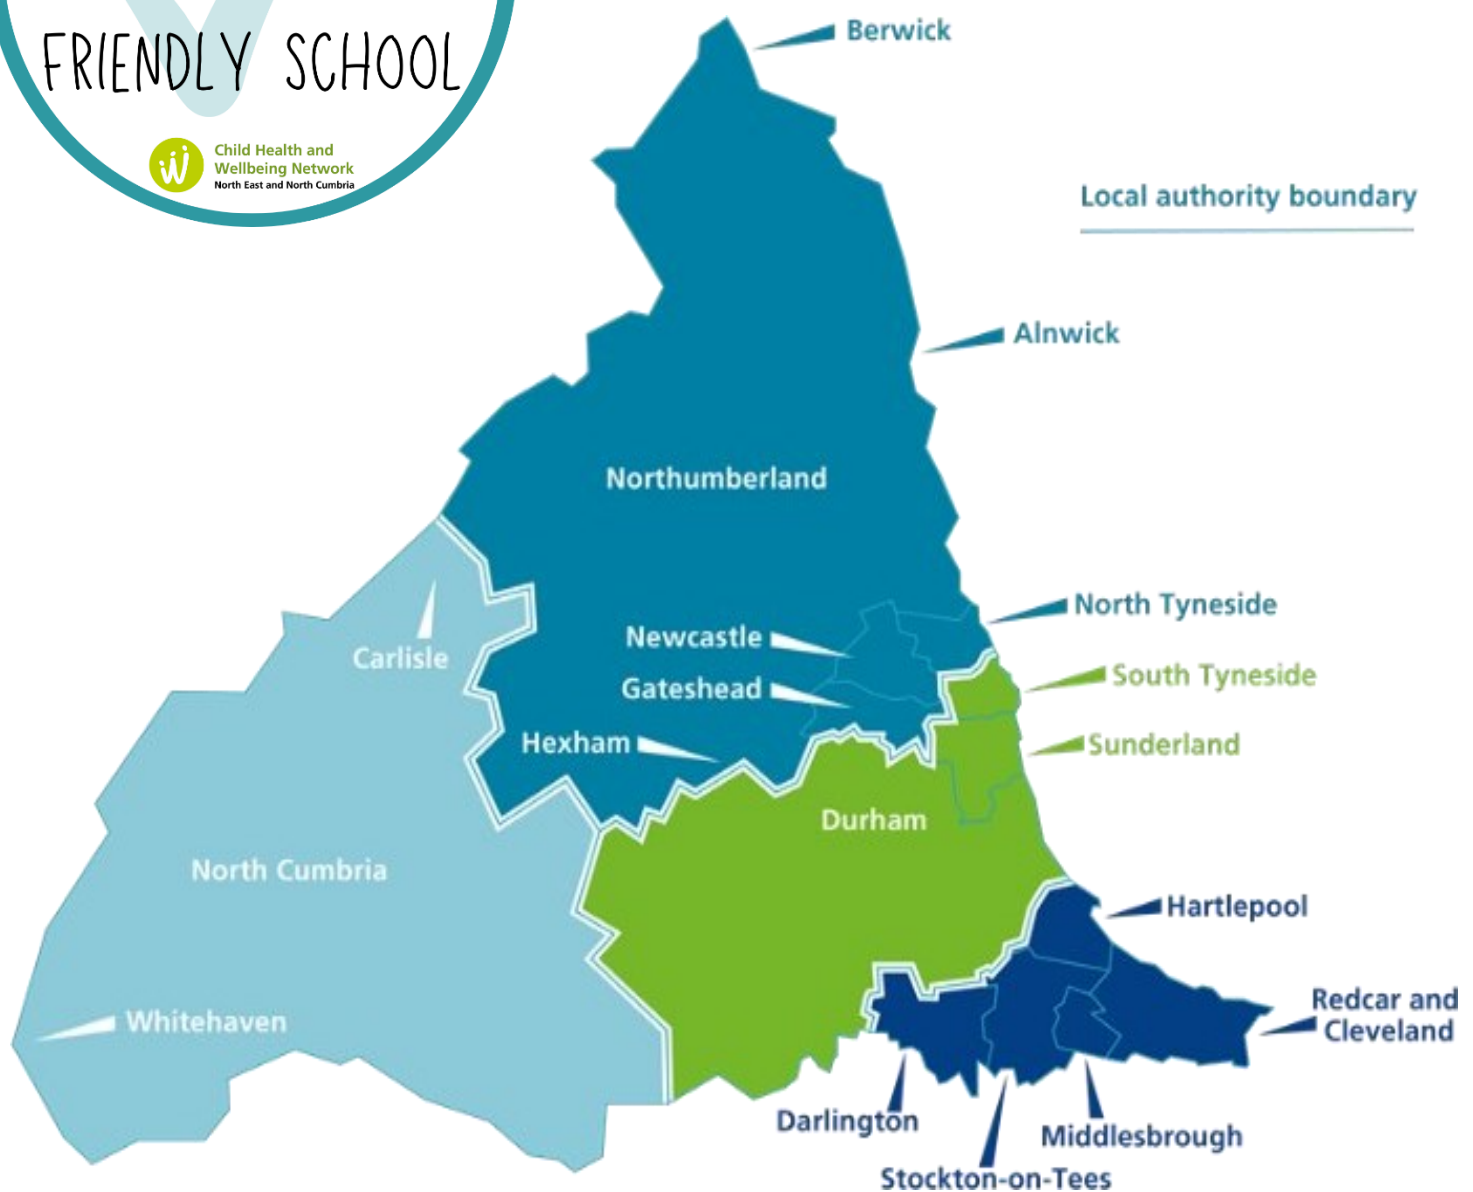 FRIENDLY SCHOOL
Child Health and
Wellbeing Network
North East and North Cumbria
Berwick
Local authority boundary
Alnwick
Northumberland
North Tyneside
Newcastle
Carlisle
South Tyneside
Gateshead
Hexham
Sunderland
Durham
North Cumbria
Hartlepool
Redcar and
Cleveland
Whitehaven
Darlington
Middlesbrough
Stockton-on-Tees